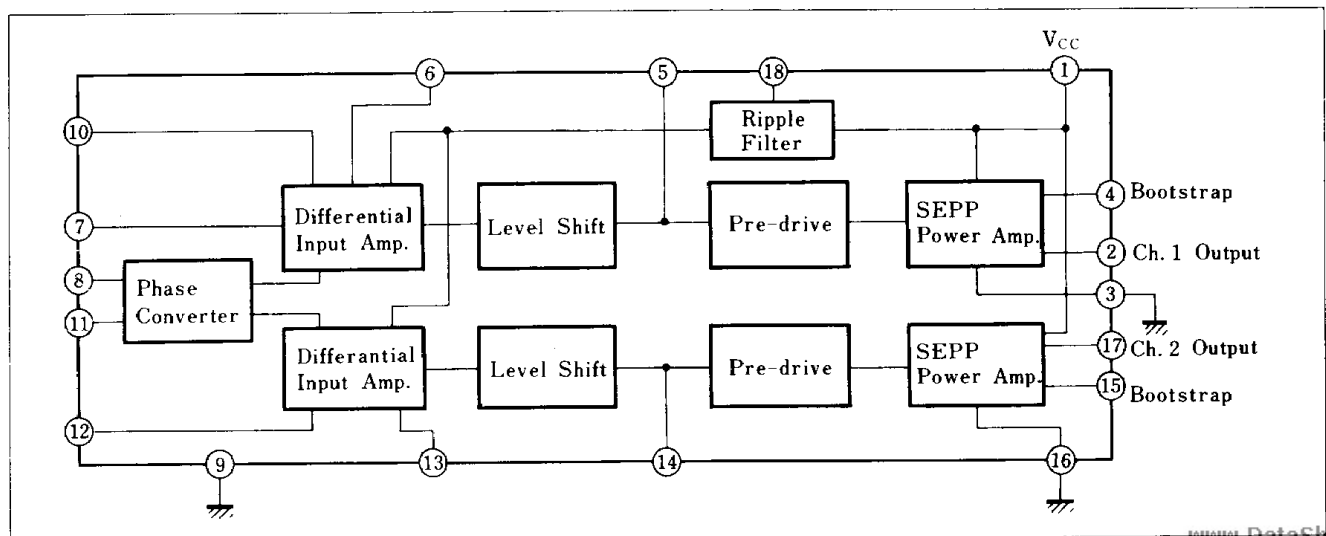 VCC
6
5
18
1
10
Ripple
Filter
4
Bootstrap
Differential
Input Amp.
Level Shift
Pre-drive
SEPP
Power Amp.
7
2
Ch. 1 Output
8
Phase
Converter
3
11
Differantial
Input Amp.
Level Shift
Pre-drive
SEPP
Power Amp.
17
Ch. 2 Output
15
Bootstrap
12
9
13
14
16